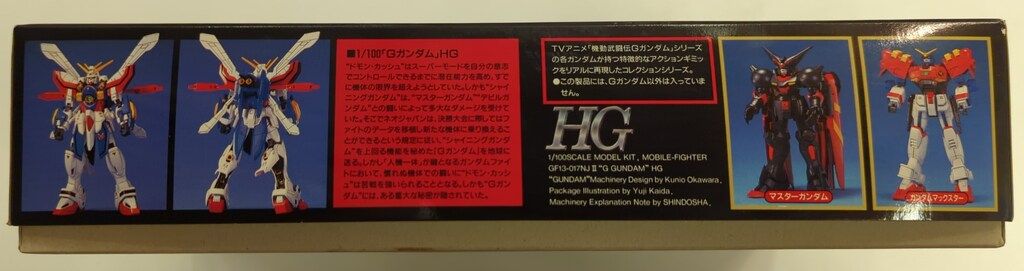 ■1/100「Gガンダム」HG
"ドモン・カッシュ"はスーパーモードを自分の意志
でコントロールできるまでに潜在能力を高め、すで
に機体の限界を超えようとしていた。しかも"シャイ
ニングガンダム"は、"マスターガンダム""デビルガ
ンダム"との闘いによって多大なダメージを受けて
いた。そこでネオジャパンは、決勝大会に際しては
ファイトのデータを移植し新たな機体に乗り換えるこ
とができるという規定に従い、"シャイニングガンダ
ム"を上回る機能を秘めた「Gガンダム」を地球に
送る。しかし「人機一体」が鍵となるガンダムファイ
トにおいて、慣れぬ機体での闘いに"ドモン・カッシ
ュ"は苦戦を強いられることとなる。しかも"Gガン
ダム"には、ある重大な秘密が隠されていた。
TVアニメ「機動武闘伝Gガンダム」シリーズ
の各ガンダムが持つ特徴的なアクションギミック
をリアルに再現したコレクションシリーズ。
●この製品には、Gガンダム以外は入っていま
せん。
HG
1/100SCALE MODEL KIT, MOBILE-FIGHTER
GF13-017NJ II "G GUNDAM" HG
"GUNDAM"Machinery Design by Kunio Okawara.
Package Illustration by Yuji Kaida.
Machinery Explanation Note by SHINDOSHA.
マスターガンダム
ガンダムマックスター